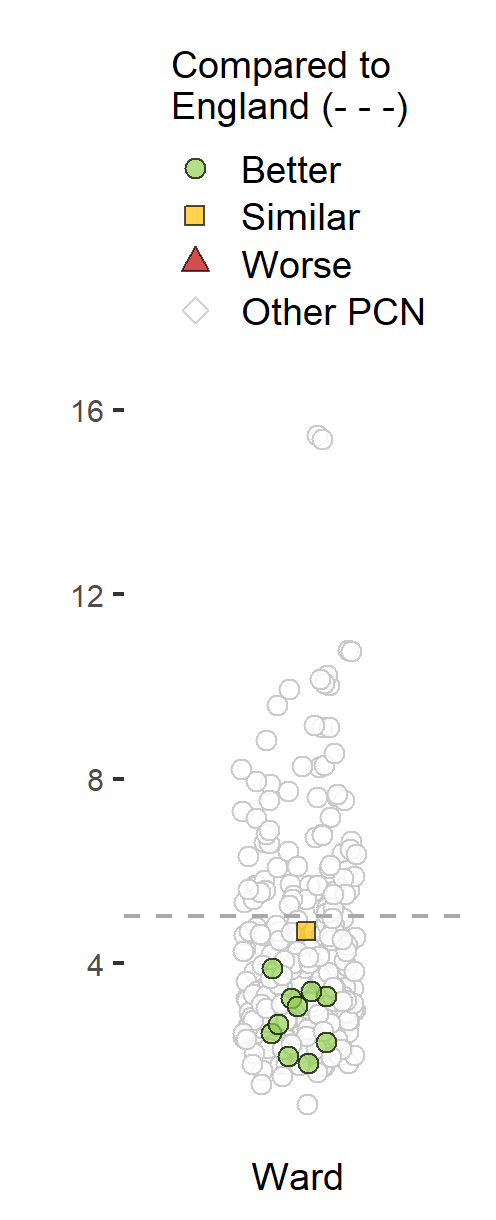 Compared to
England (- - -)
Better
Similar
Worse
Other PCN
16
12
8
4
Ward